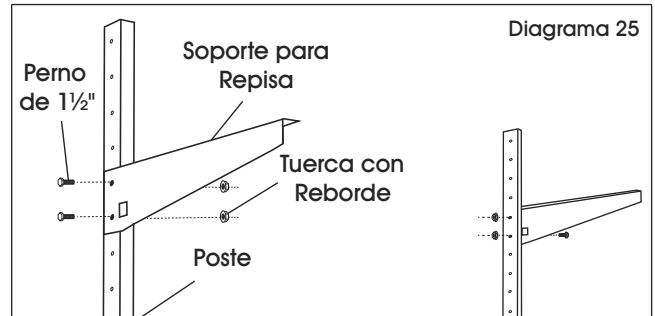 Diagrama 25
Soporte para
Repisa
Perno
de 1½"
Tuerca con
Reborde
Poste